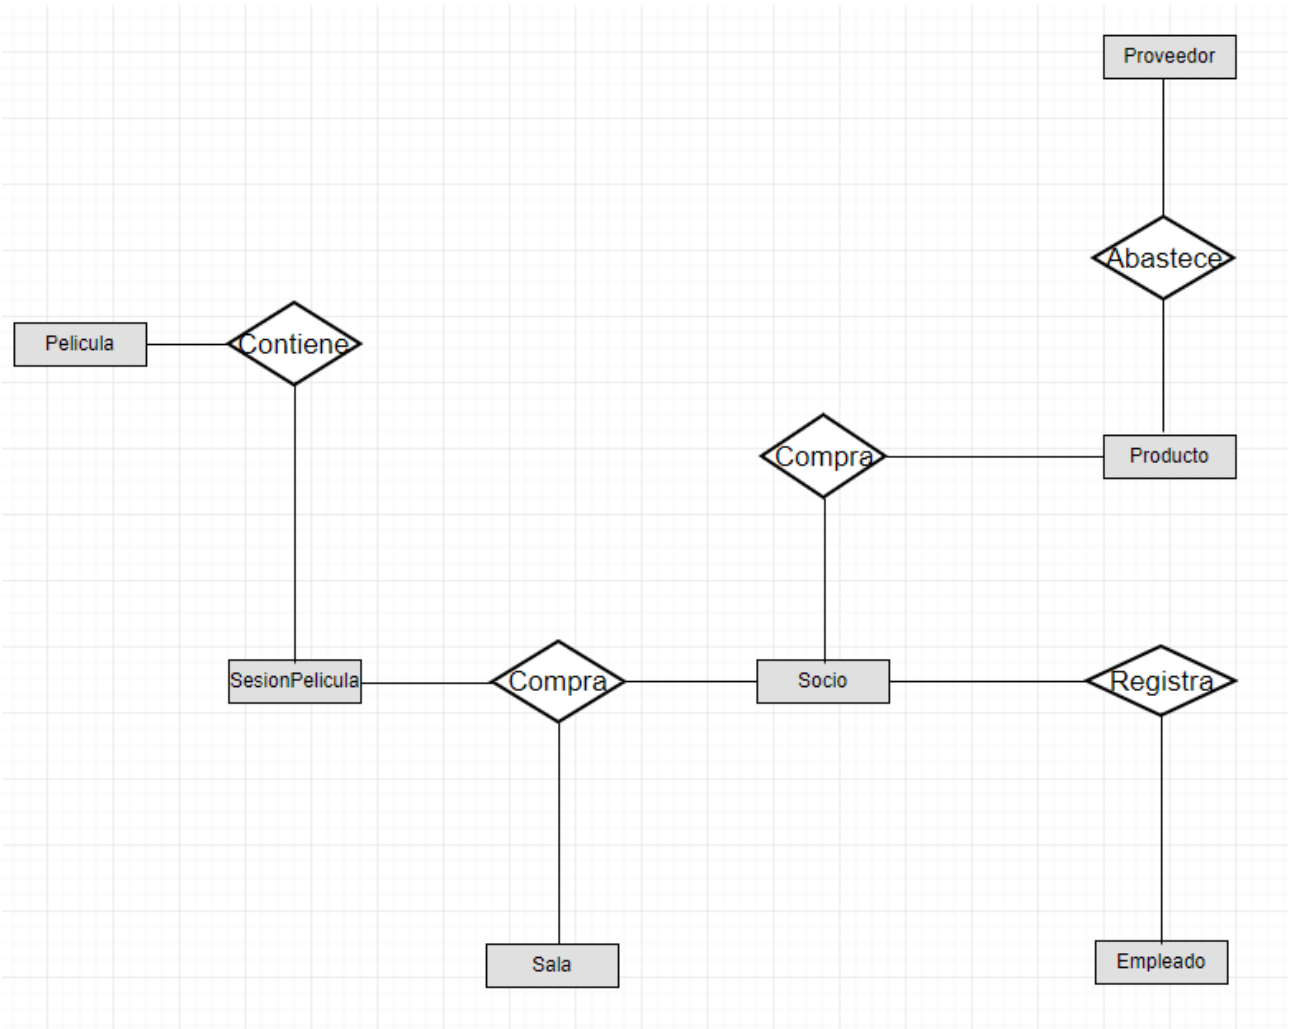 Proveedor
Abastece
Pelicula
Contiene
Compra
Producto
SesionPelicula
Compra
Socio
Registra
Sala
Empleado